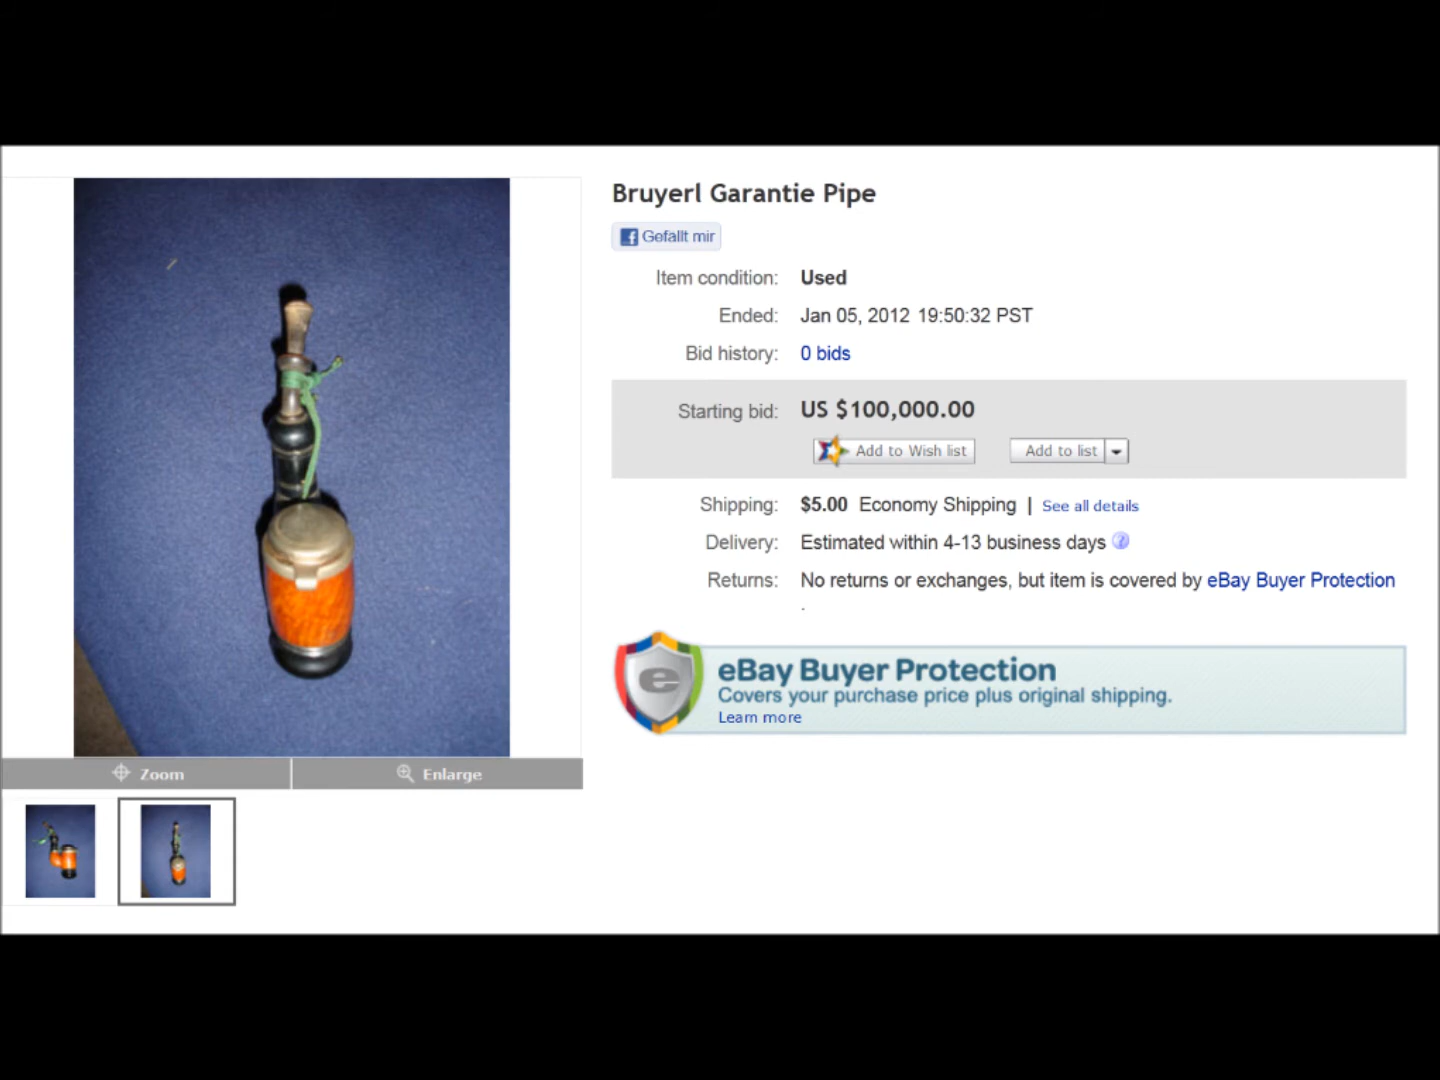 Bruyerl Garantie Pipe
Gefällt mir
Item condition: Used
Ended: Jan 05, 2012 19:50:32 PST
Bid history: 0 bids
Starting bid: US $100,000.00
Add to Wish list Add to list
Shipping: $5.00 Economy Shipping | See all details
Delivery: Estimated within 4-13 business days ?
Returns: No returns or exchanges, but item is covered by eBay Buyer Protection
.
e
eBay Buyer Protection
Covers your purchase price plus original shipping.
Learn more
Zoom Enlarge